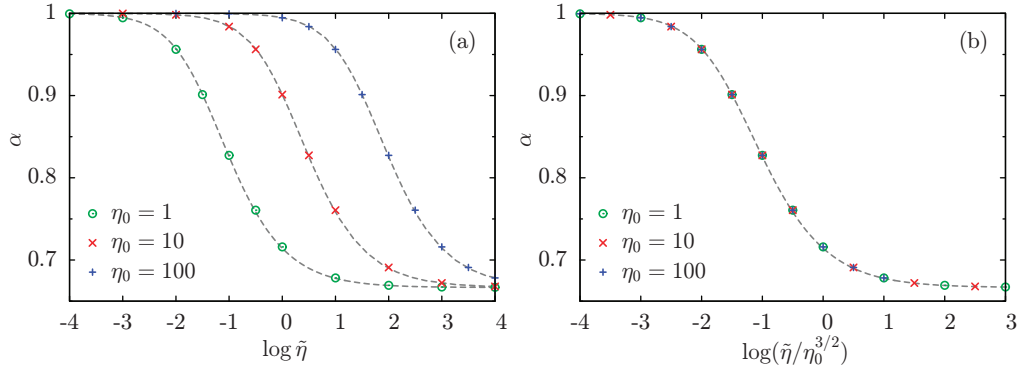 1
0.9
0.8
0.7
α
-4 -3 -2 -1 0 1 2 3 4
log η̃
(a)
η₀ = 1
η₀ = 10
η₀ = 100
1
0.9
0.8
0.7
α
-4 -3 -2 -1 0 1 2 3
log(η̃/η₀^{3/2})
(b)
η₀ = 1
η₀ = 10
η₀ = 100